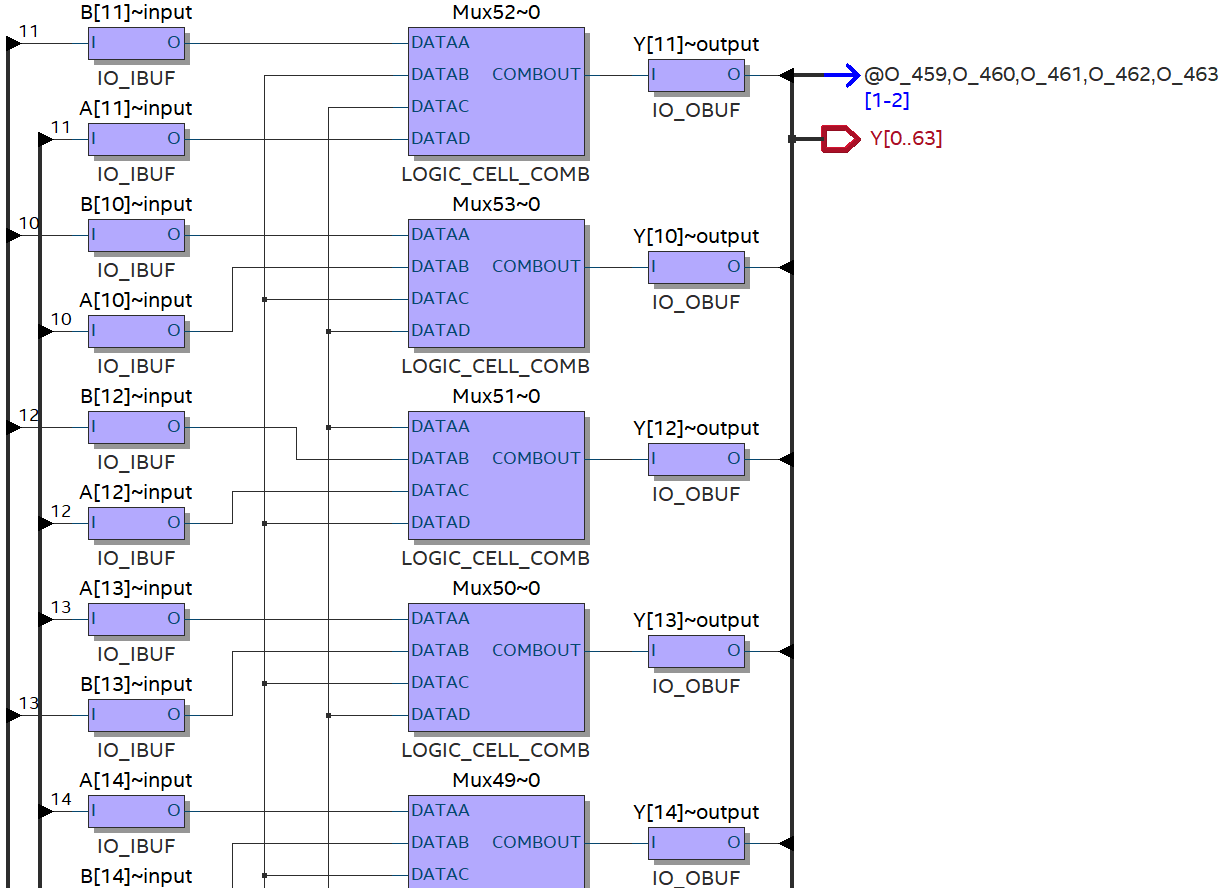 B[11]~input
11
I O
IO_IBUF
A[11]~input
11
I O
IO_IBUF
Mux52~0
DATAA
DATAB COMBOUT
DATAC
DATAD
LOGIC_CELL_COMB
Y[11]~output
I O
IO_OBUF
@O_459,O_460,O_461,O_462,O_463
[1-2]
Y[0..63]
B[10]~input
10
I O
IO_IBUF
A[10]~input
10
I O
IO_IBUF
Mux53~0
DATAA
DATAB COMBOUT
DATAC
DATAD
LOGIC_CELL_COMB
Y[10]~output
I O
IO_OBUF
B[12]~input
12
I O
IO_IBUF
A[12]~input
12
I O
IO_IBUF
Mux51~0
DATAA
DATAB COMBOUT
DATAC
DATAD
LOGIC_CELL_COMB
Y[12]~output
I O
IO_OBUF
A[13]~input
13
I O
IO_IBUF
B[13]~input
13
I O
IO_IBUF
Mux50~0
DATAA
DATAB COMBOUT
DATAC
DATAD
LOGIC_CELL_COMB
Y[13]~output
I O
IO_OBUF
A[14]~input
14
I O
IO_IBUF
B[14]~input
Mux49~0
DATAA
DATAB COMBOUT
DATAC
Y[14]~output
I O
IO_OBUF